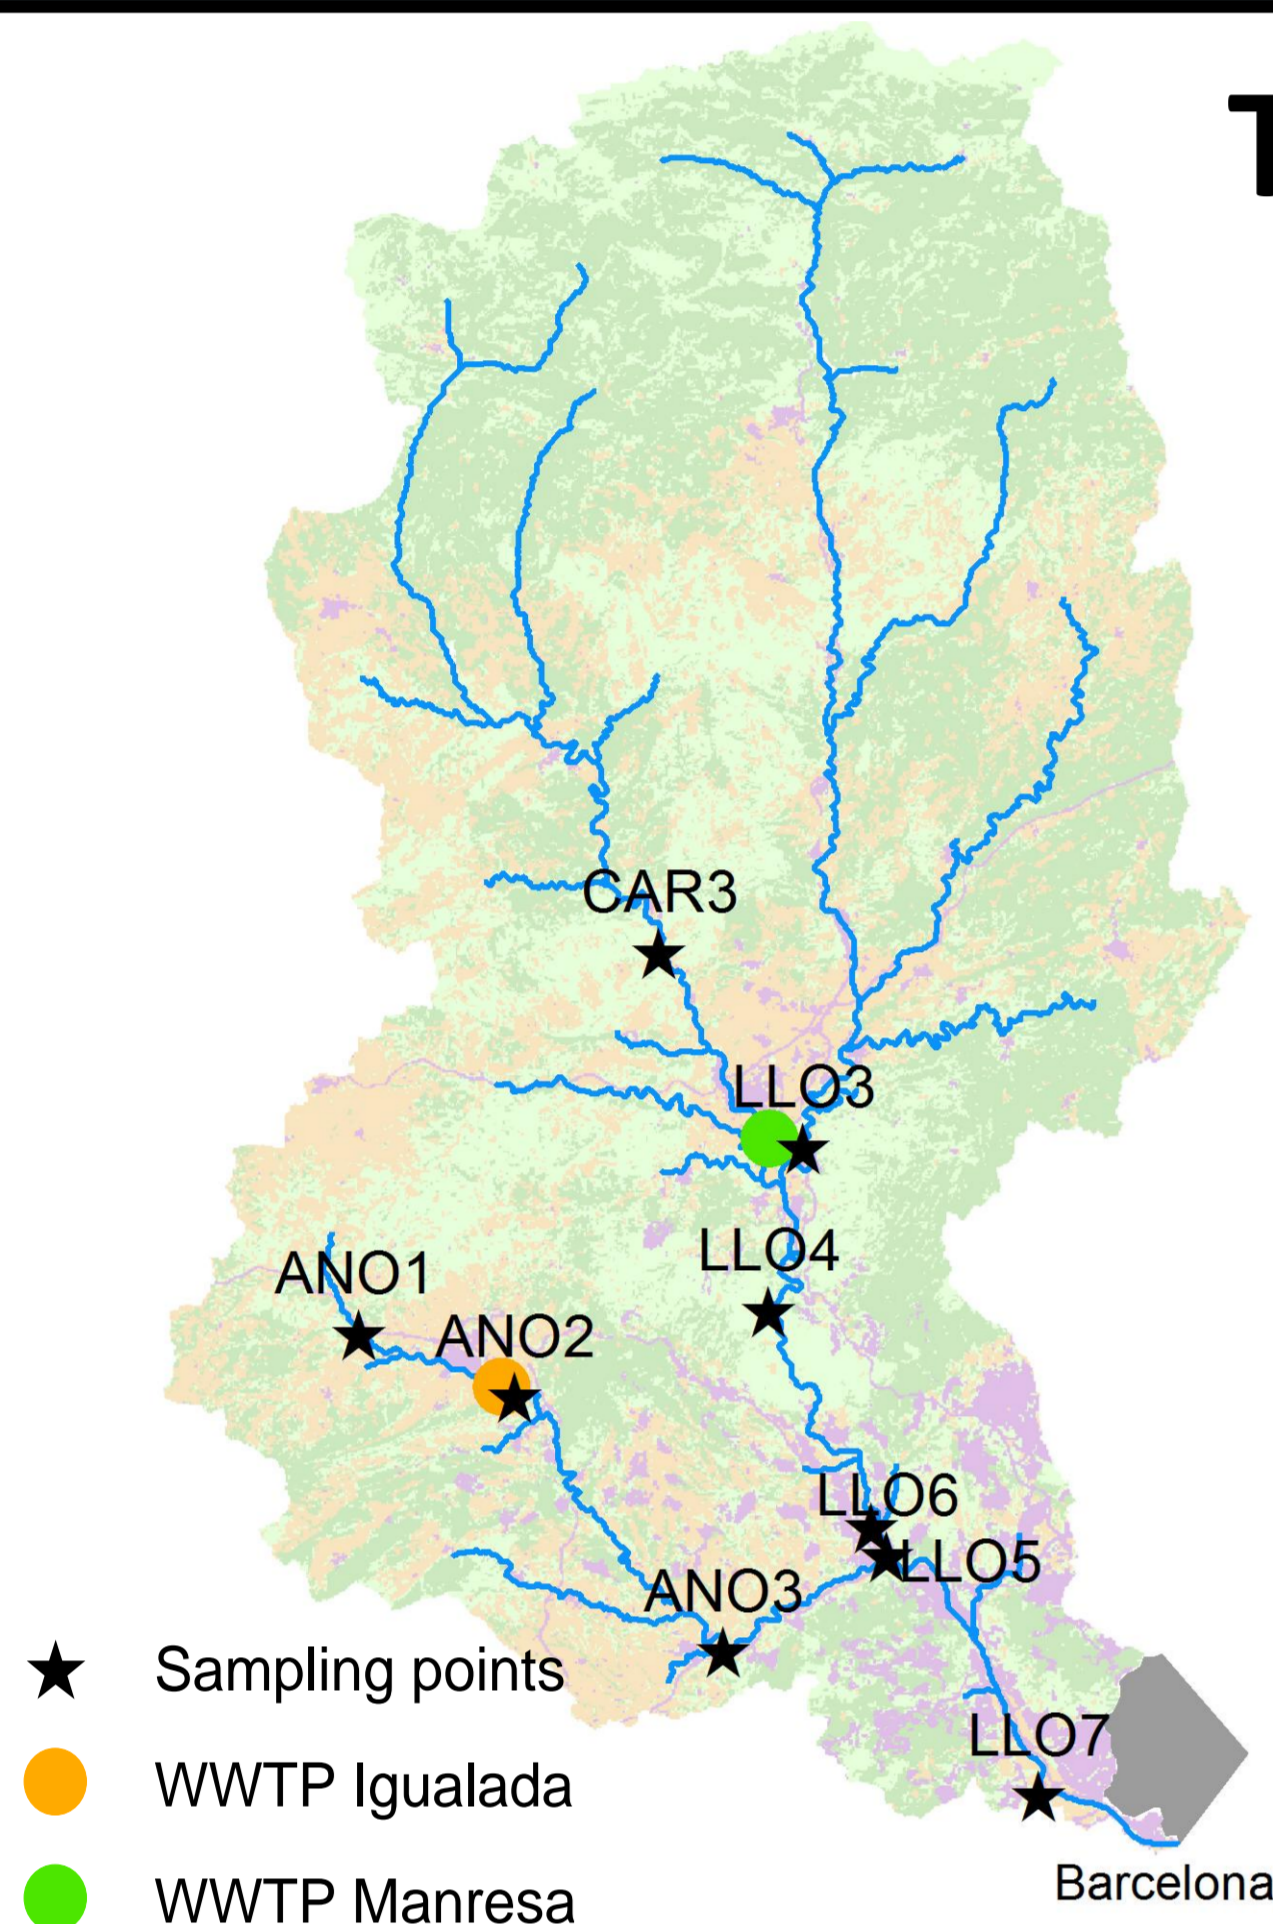 T
CAR3
LLO3
LLO4
ANO1
ANO2
LLO6
LLO5
ANO3
Sampling points
LLO7
WWTP Igualada
Barcelona
WWTP Manresa